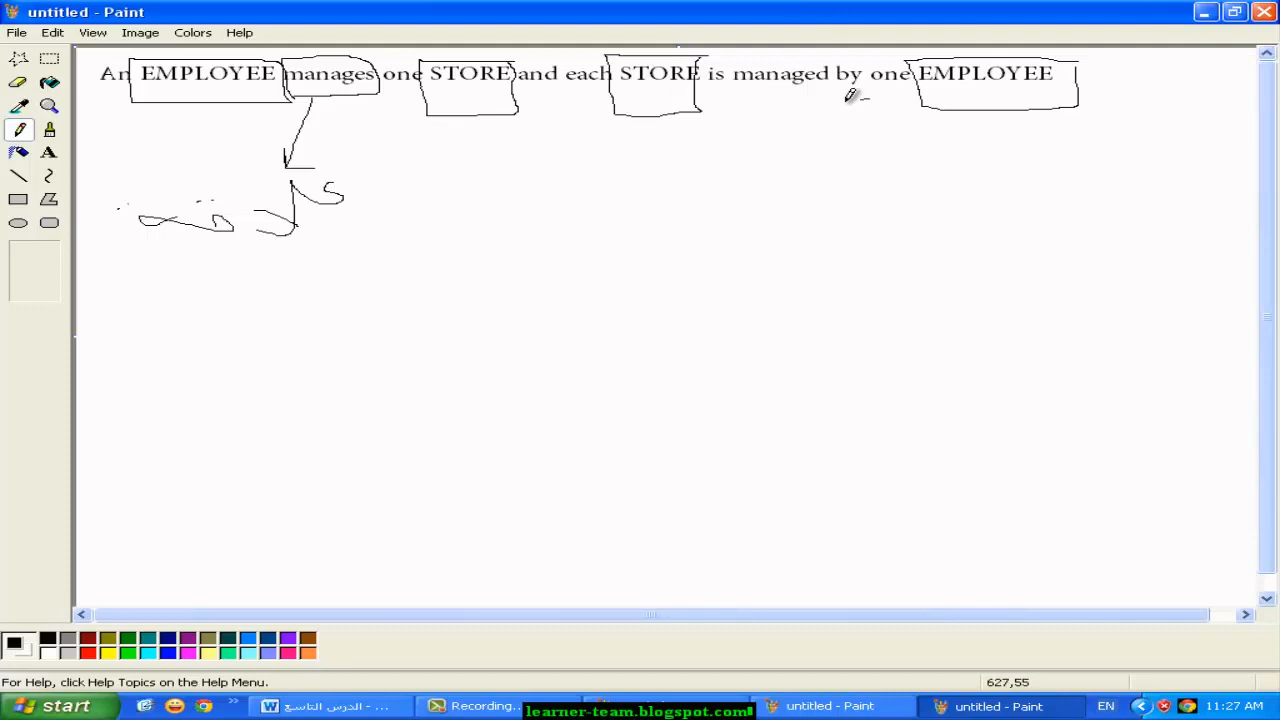 untitled - Paint
File Edit View Image Colors Help
An EMPLOYEE manages one STORE and each STORE is managed by one EMPLOYEE
For Help, click Help Topics on the Help Menu.
627,55
start
الدرس التاسع...
Recording...
untitled - Paint
untitled - Paint
EN
11:27 AM
learner-team.blogspot.com